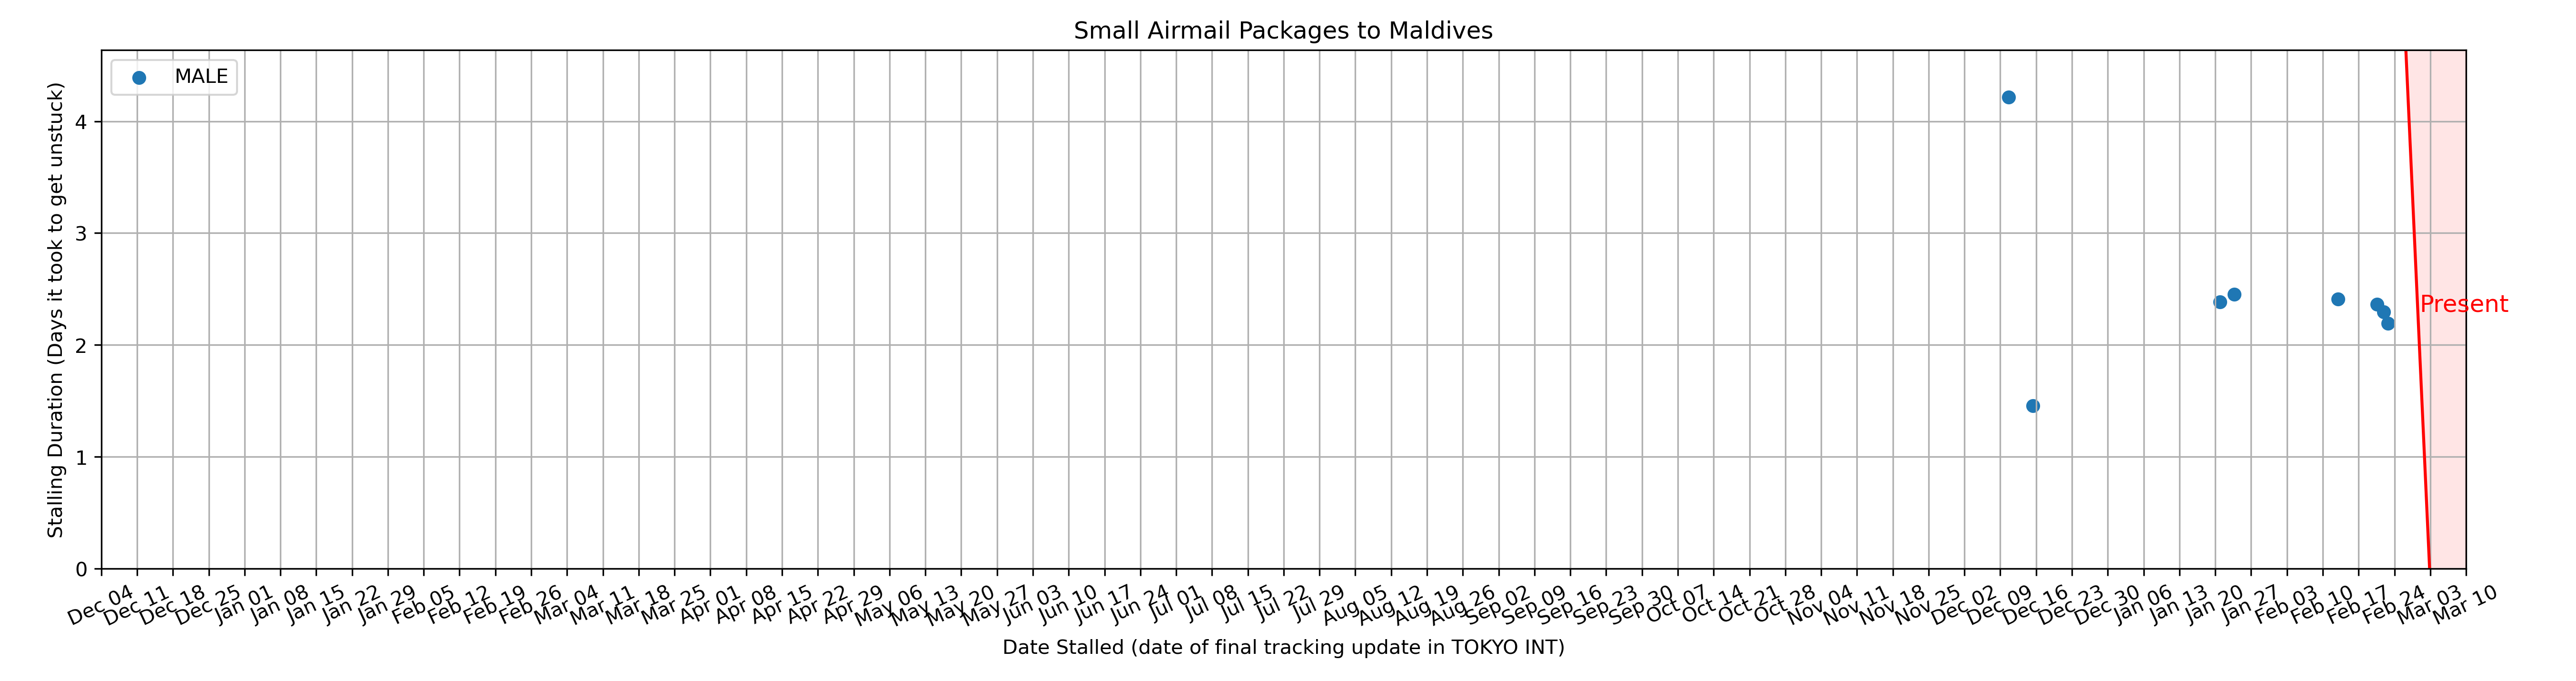 Small Airmail Packages to Maldives
MALE
Stalling Duration (Days it took to get unstuck)
4
3
2
1
0
Present
Dec 04 Dec 11 Dec 18 Dec 25 Jan 01 Jan 08 Jan 15 Jan 22 Jan 29 Feb 05 Feb 12 Feb 19 Feb 26 Mar 04 Mar 11 Mar 18 Mar 25 Apr 01 Apr 08 Apr 15 Apr 22 Apr 29 May 06 May 13 May 20 May 27 Jun 03 Jun 10 Jun 17 Jun 24 Jul 01 Jul 08 Jul 15 Jul 22 Jul 29 Aug 05 Aug 12 Aug 19 Aug 26 Sep 02 Sep 09 Sep 16 Sep 23 Sep 30 Oct 07 Oct 14 Oct 21 Oct 28 Nov 04 Nov 11 Nov 18 Nov 25 Dec 02 Dec 09 Dec 16 Dec 23 Dec 30 Jan 06 Jan 13 Jan 20 Jan 27 Feb 03 Feb 10 Feb 17 Feb 24 Mar 03 Mar 10
Date Stalled (date of final tracking update in TOKYO INT)